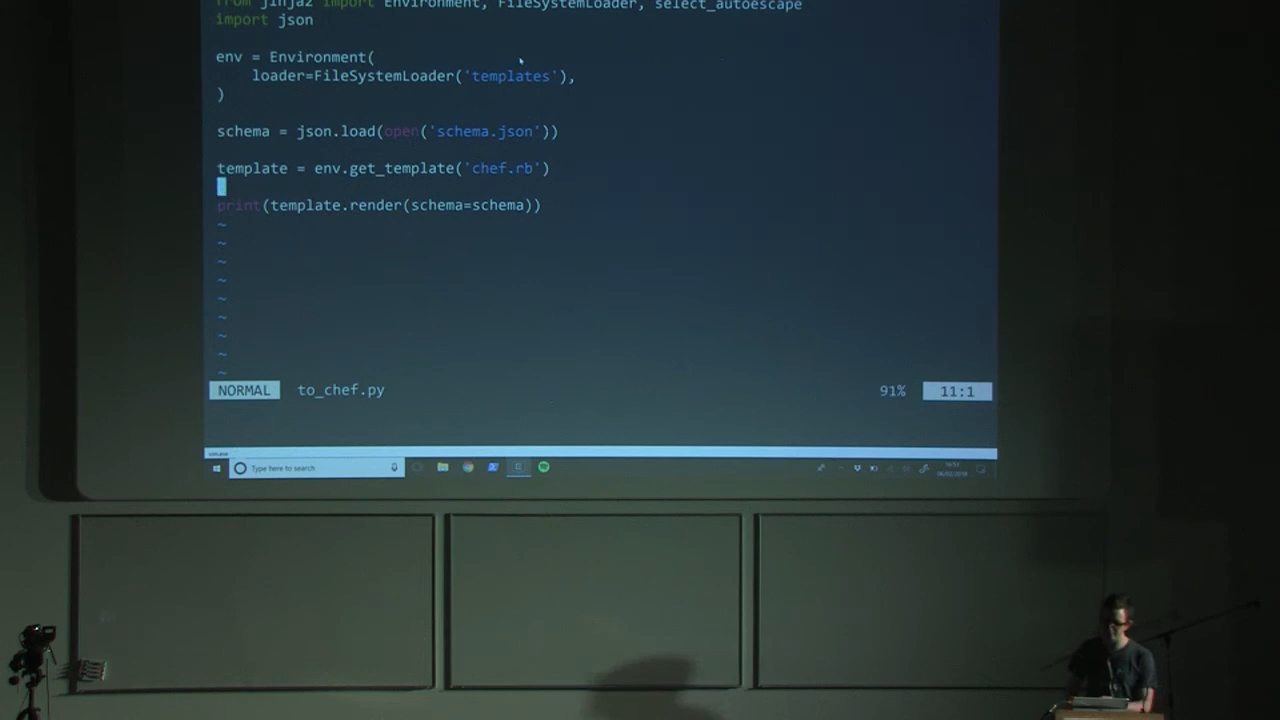 from jinja2 import Environment, FileSystemLoader, select_autoescape
import json
env = Environment(
loader=FileSystemLoader('templates'),
)
schema = json.load(open('schema.json'))
template = env.get_template('chef.rb')
print(template.render(schema=schema))
~
~
~
~
~
~
~
~
~
NORMAL to_chef.py 91% 11:1
Type here to search